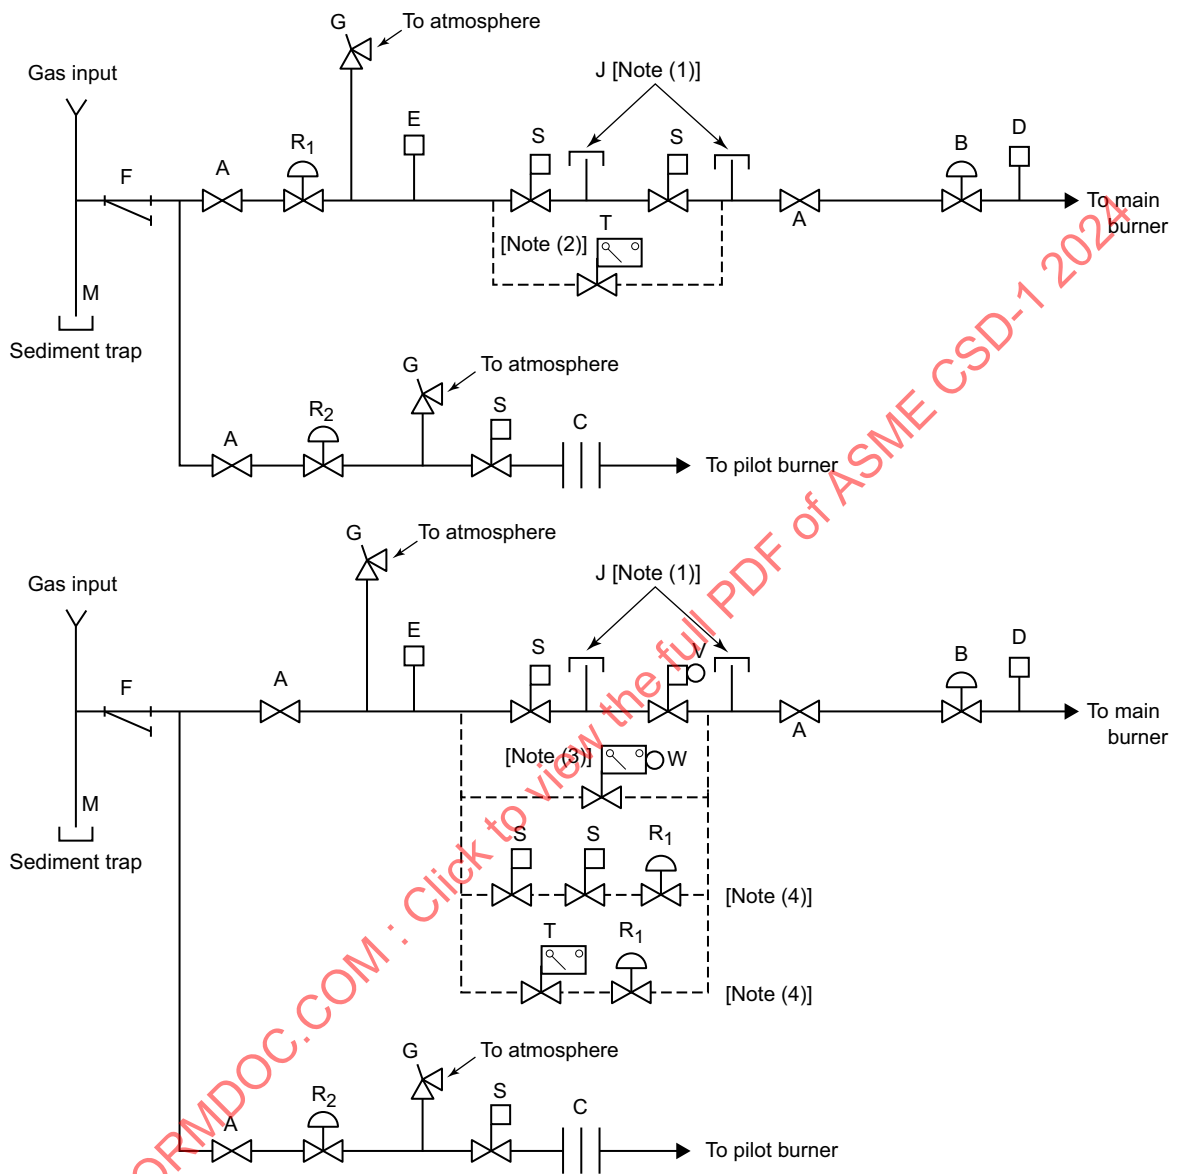 G
To atmosphere
Gas input
J [Note (1)]
E
S
S
D
R1
B
A
F
To main
burner
A
T
[Note (2)]
M
Sediment trap
G
To atmosphere
S
C
R2
A
To pilot burner
G
To atmosphere
Gas input
J [Note (1)]
E
S
V
B
D
F
A
To main
burner
A
[Note (3)]
W
M
Sediment trap
S
S
R1
[Note (4)]
T
R1
[Note (4)]
G
To atmosphere
S
C
R2
A
To pilot burner
ORMDOC.COM : Click to view the full PDF of ASME CSD-1 2024